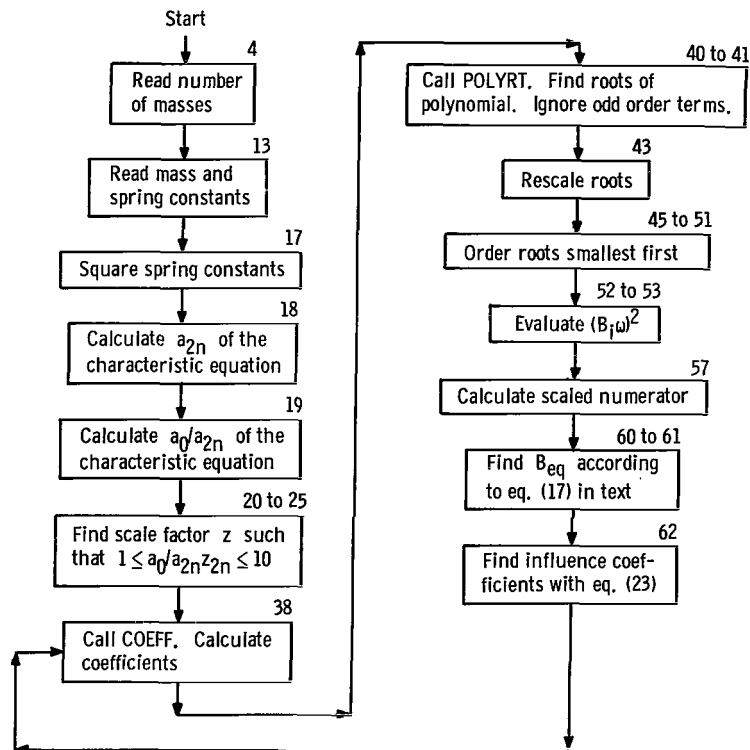 Start
4
Read number
of masses
13
Read mass and
spring constants
17
Square spring constants
18
Calculate a2n of the
characteristic equation
19
Calculate a0/a2n of the
characteristic equation
20 to 25
Find scale factor z such
that 1 ≤ a0/a2nz2n ≤ 10
38
Call COEFF. Calculate
coefficients
40 to 41
Call POLYRT. Find roots of
polynomial. Ignore odd order terms.
43
Rescale roots
45 to 51
Order roots smallest first
52 to 53
Evaluate (Biω)2
57
Calculate scaled numerator
60 to 61
Find Beq according
to eq. (17) in text
62
Find influence coef-
ficients with eq. (23)